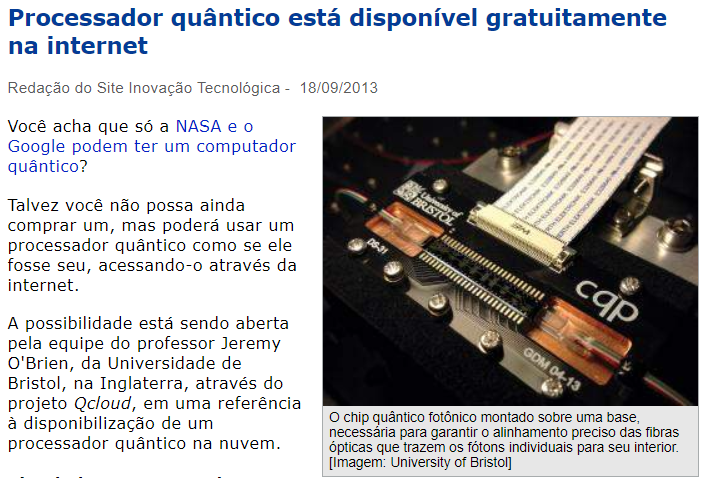 Processador quântico está disponível gratuitamente
na internet
Redação do Site Inovação Tecnológica - 18/09/2013
Você acha que só a NASA e o
Google podem ter um computador
quântico?
Talvez você não possa ainda
comprar um, mas poderá usar um
processador quântico como se ele
fosse seu, acessando-o através da
internet.
A possibilidade está sendo aberta
pela equipe do professor Jeremy
O'Brien, da Universidade de
Bristol, na Inglaterra, através do
projeto Qcloud, em uma referência
à disponibilização de um
processador quântico na nuvem.
University of
BRISTOL
DS-31
cqp
GDM 04-13
O chip quântico fotônico montado sobre uma base,
necessária para garantir o alinhamento preciso das fibras
ópticas que trazem os fótons individuais para seu interior.
[Imagem: University of Bristol]